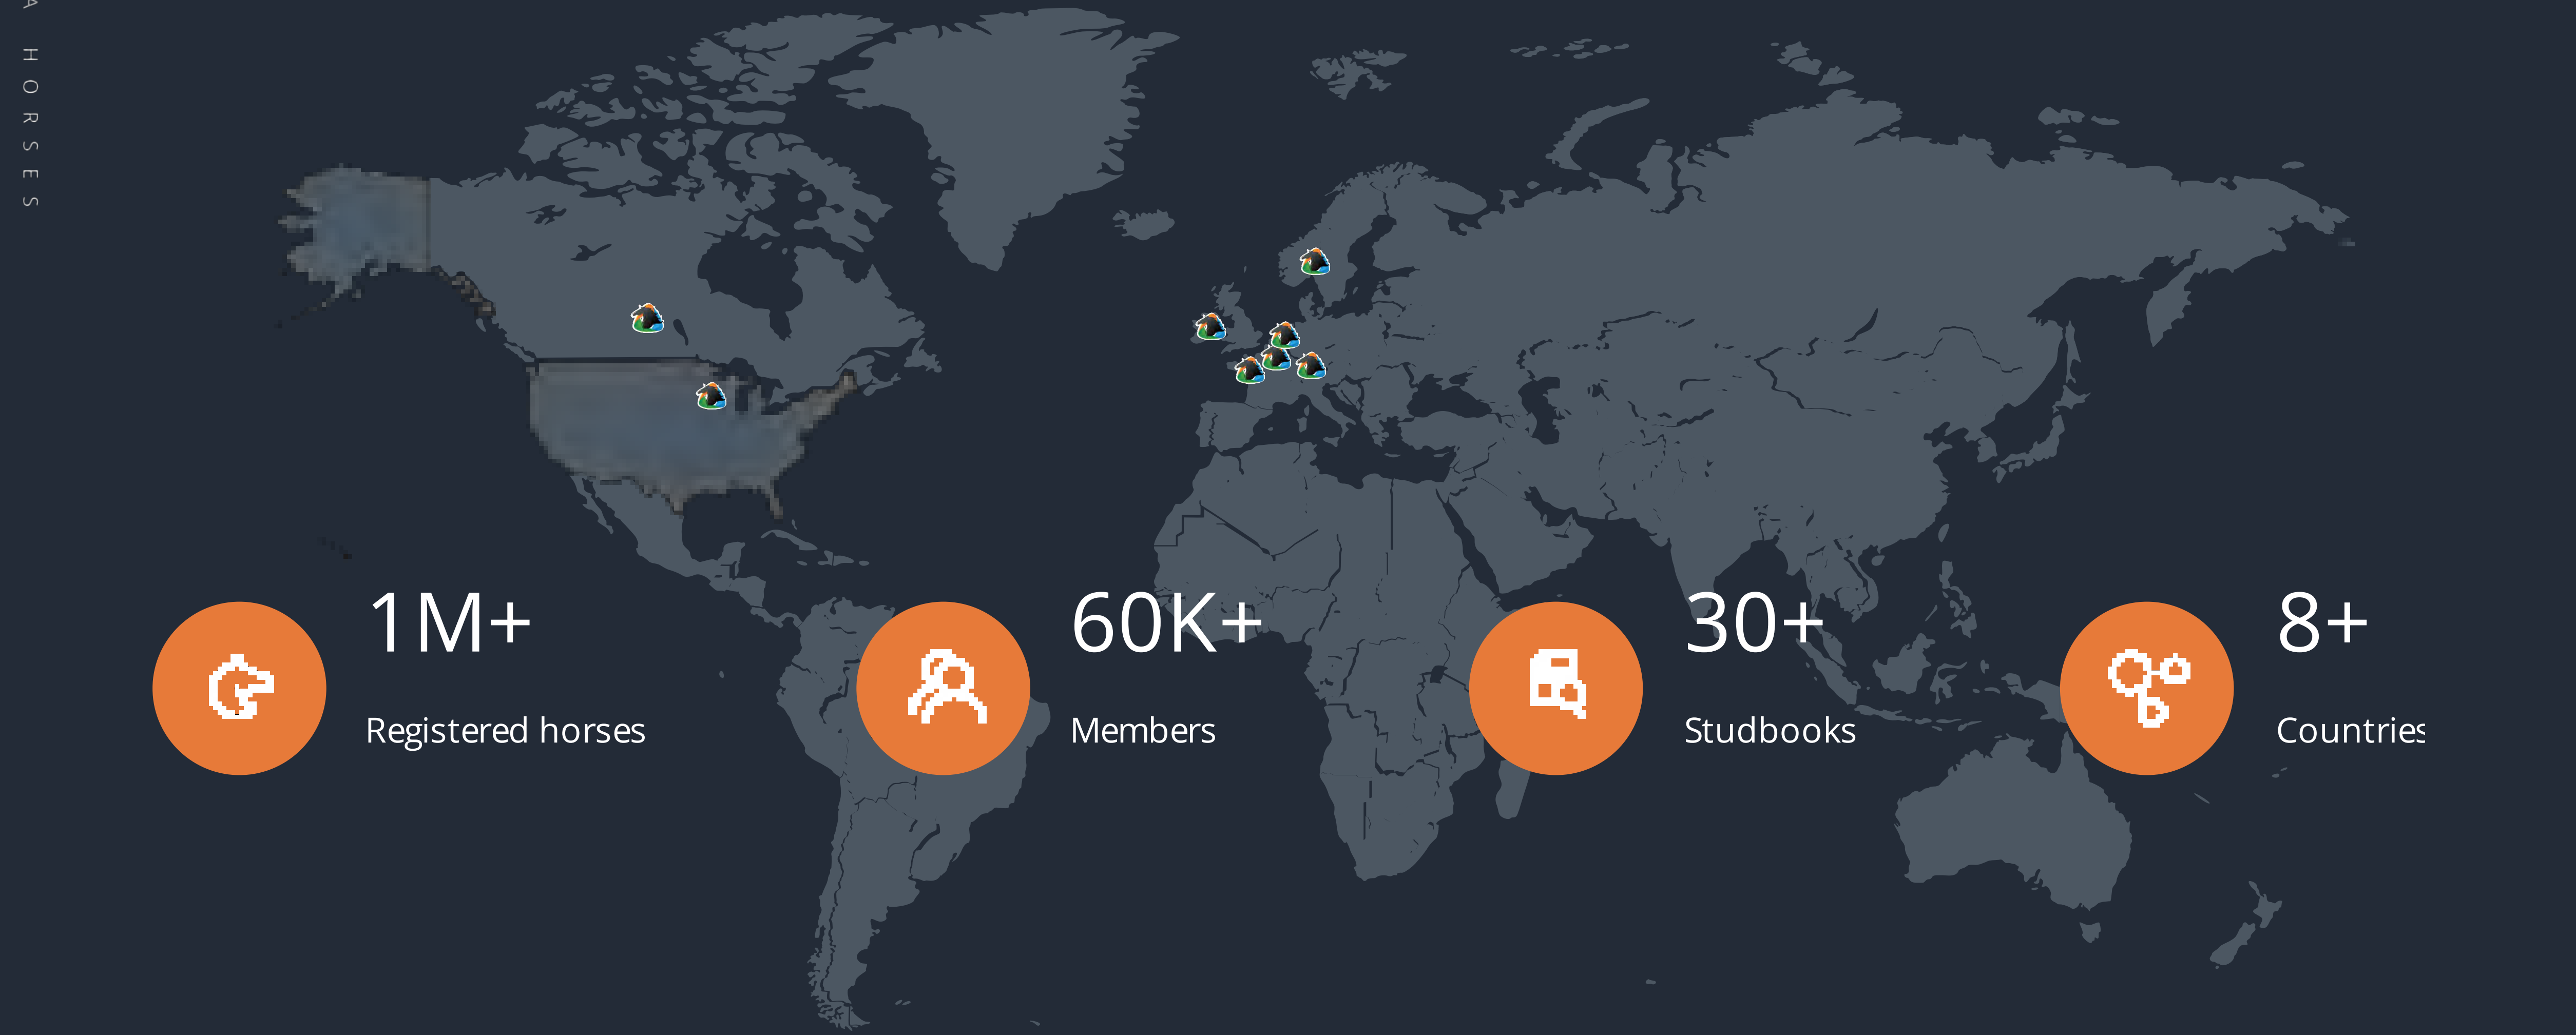 HORSES
1M+
Registered horses
60K+
Members
30+
Studbooks
8+
Countries